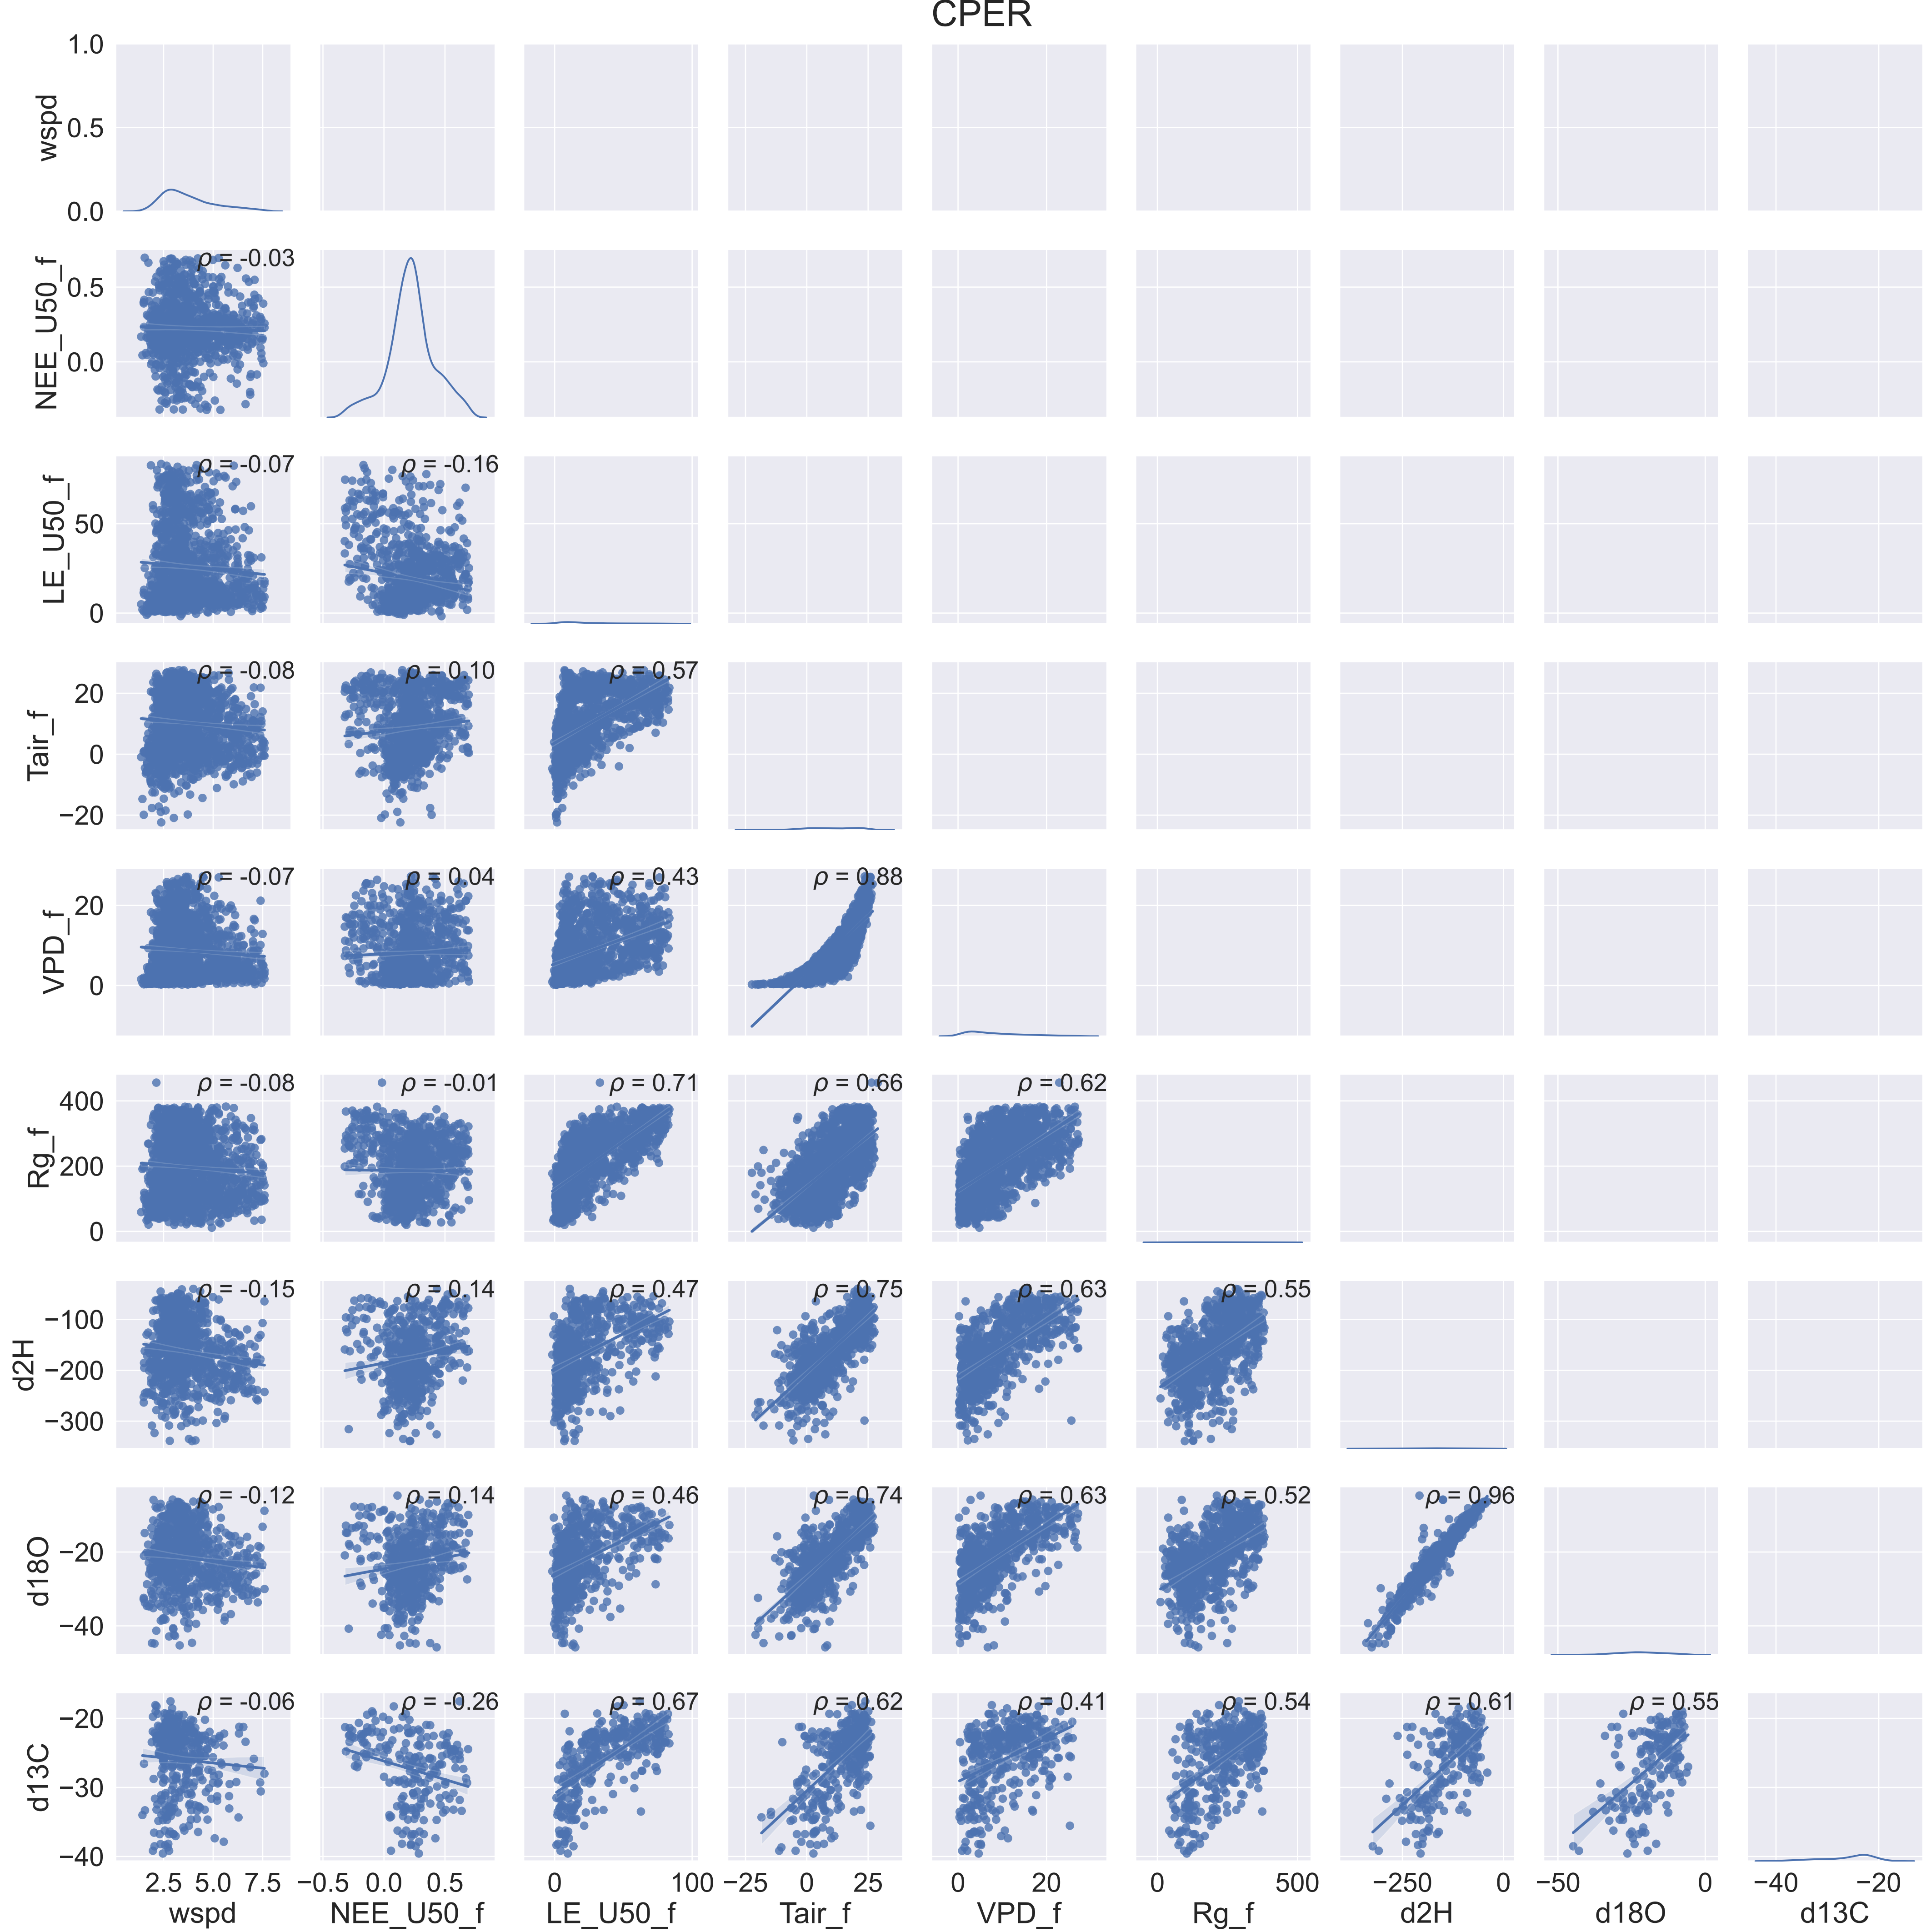 CPER
1.0
wspd
0.5
0.0
ρ = -0.03
NEE_U50_f
0.5
0.0
ρ = -0.07 ρ = -0.16
LE_U50_f
50
0
ρ = -0.08 ρ = 0.10 ρ = 0.57
Tair_f
20
0
−20
ρ = -0.07 ρ = 0.04 ρ = 0.43 ρ = 0.88
VPD_f
20
0
ρ = -0.08 ρ = -0.01 ρ = 0.71 ρ = 0.66 ρ = 0.62
Rg_f
400
200
0
ρ = -0.15 ρ = 0.14 ρ = 0.47 ρ = 0.75 ρ = 0.63 ρ = 0.55
d2H
−100
−200
−300
ρ = -0.12 ρ = 0.14 ρ = 0.46 ρ = 0.74 ρ = 0.63 ρ = 0.52 ρ = 0.96
d18O
−20
−40
ρ = -0.06 ρ = -0.26 ρ = 0.67 ρ = 0.62 ρ = 0.41 ρ = 0.54 ρ = 0.61 ρ = 0.55
d13C
−20
−30
−40
2.5 5.0 7.5 −0.5 0.0 0.5 0 100 −25 0 25 0 20 0 500 −250 0 −50 0 −40 −20
wspd NEE_U50_f LE_U50_f Tair_f VPD_f Rg_f d2H d18O d13C